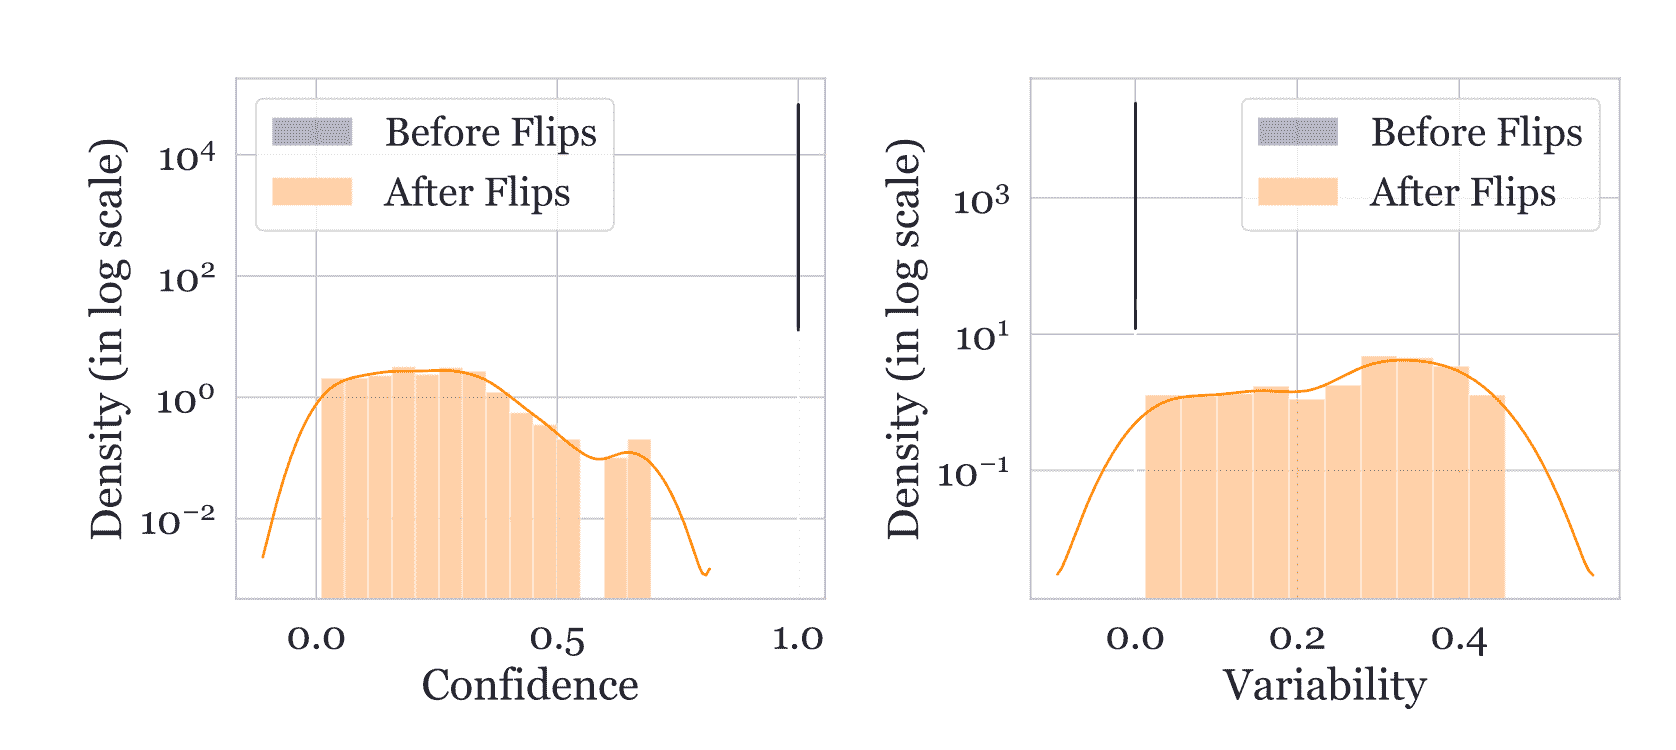 Density (in log scale)
10⁴
10²
10⁰
10⁻²
Before Flips
After Flips
0.0 0.5 1.0
Confidence
Density (in log scale)
10³
10¹
10⁻¹
Before Flips
After Flips
0.0 0.2 0.4
Variability